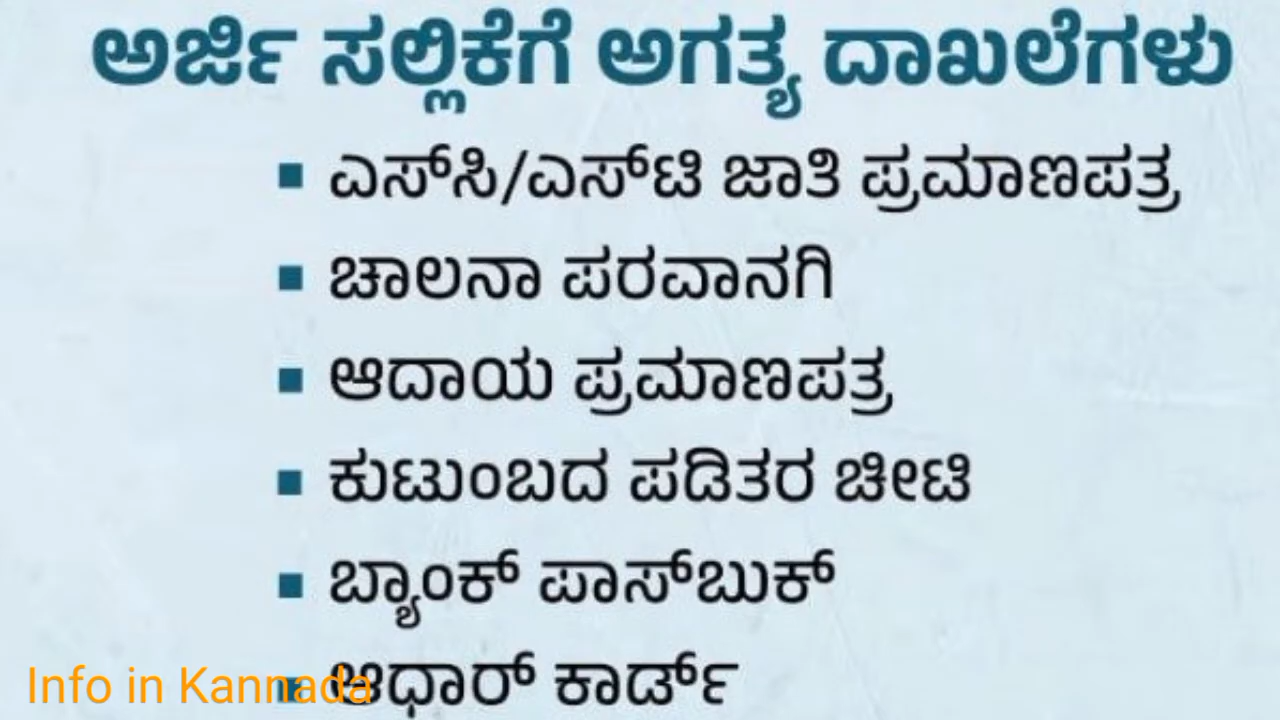 ಅರ್ಜಿ ಸಲ್ಲಿಕೆಗೆ ಅಗತ್ಯ ದಾಖಲೆಗಳು
▪ ಎಸ್‌ಸಿ/ಎಸ್‌ಟಿ ಜಾತಿ ಪ್ರಮಾಣಪತ್ರ
▪ ಚಾಲನಾ ಪರವಾನಗಿ
▪ ಆದಾಯ ಪ್ರಮಾಣಪತ್ರ
▪ ಕುಟುಂಬದ ಪಡಿತರ ಚೀಟಿ
▪ ಬ್ಯಾಂಕ್ ಪಾಸ್‌ಬುಕ್
▪ ಆಧಾರ್ ಕಾರ್ಡ್
Info in Kannada